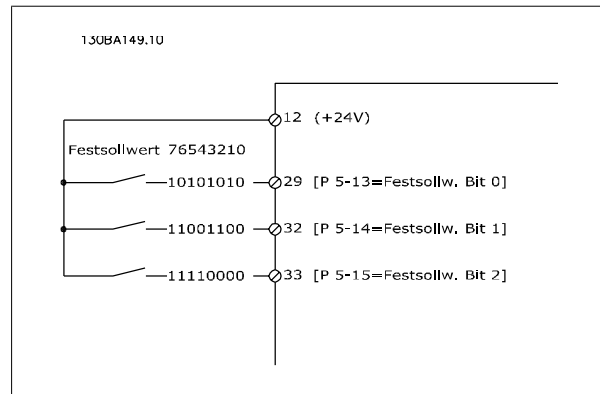 130BA149.10
12 (+24V)
Festsollwert 76543210
10101010 29 [P 5-13=Festsollw. Bit 0]
11001100 32 [P 5-14=Festsollw. Bit 1]
11110000 33 [P 5-15=Festsollw. Bit 2]